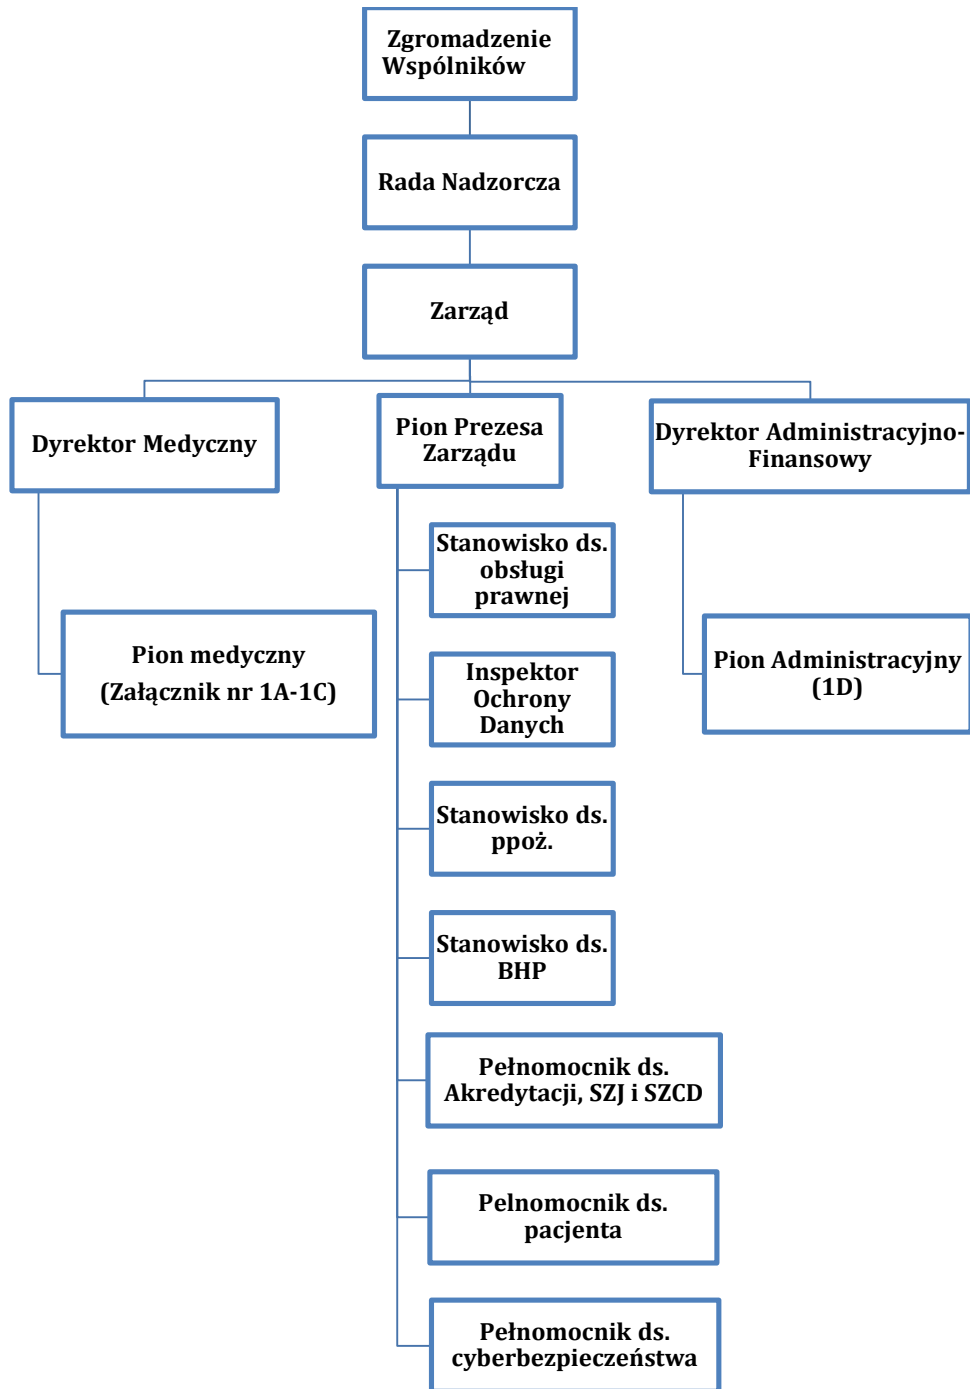 Zgromadzenie
Wspólników
Rada Nadzorcza
Zarząd
Dyrektor Medyczny
Pion Prezesa
Zarządu
Dyrektor Administracyjno-
Finansowy
Stanowisko ds.
obsługi
prawnej
Pion medyczny
(Załącznik nr 1A-1C)
Inspektor
Ochrony
Danych
Pion Administracyjny
(1D)
Stanowisko ds.
ppoż.
Stanowisko ds.
BHP
Pełnomocnik ds.
Akredytacji, SZJ i SZCD
Pelnomocnik ds.
pacjenta
Pełnomocnik ds.
cyberbezpieczeństwa